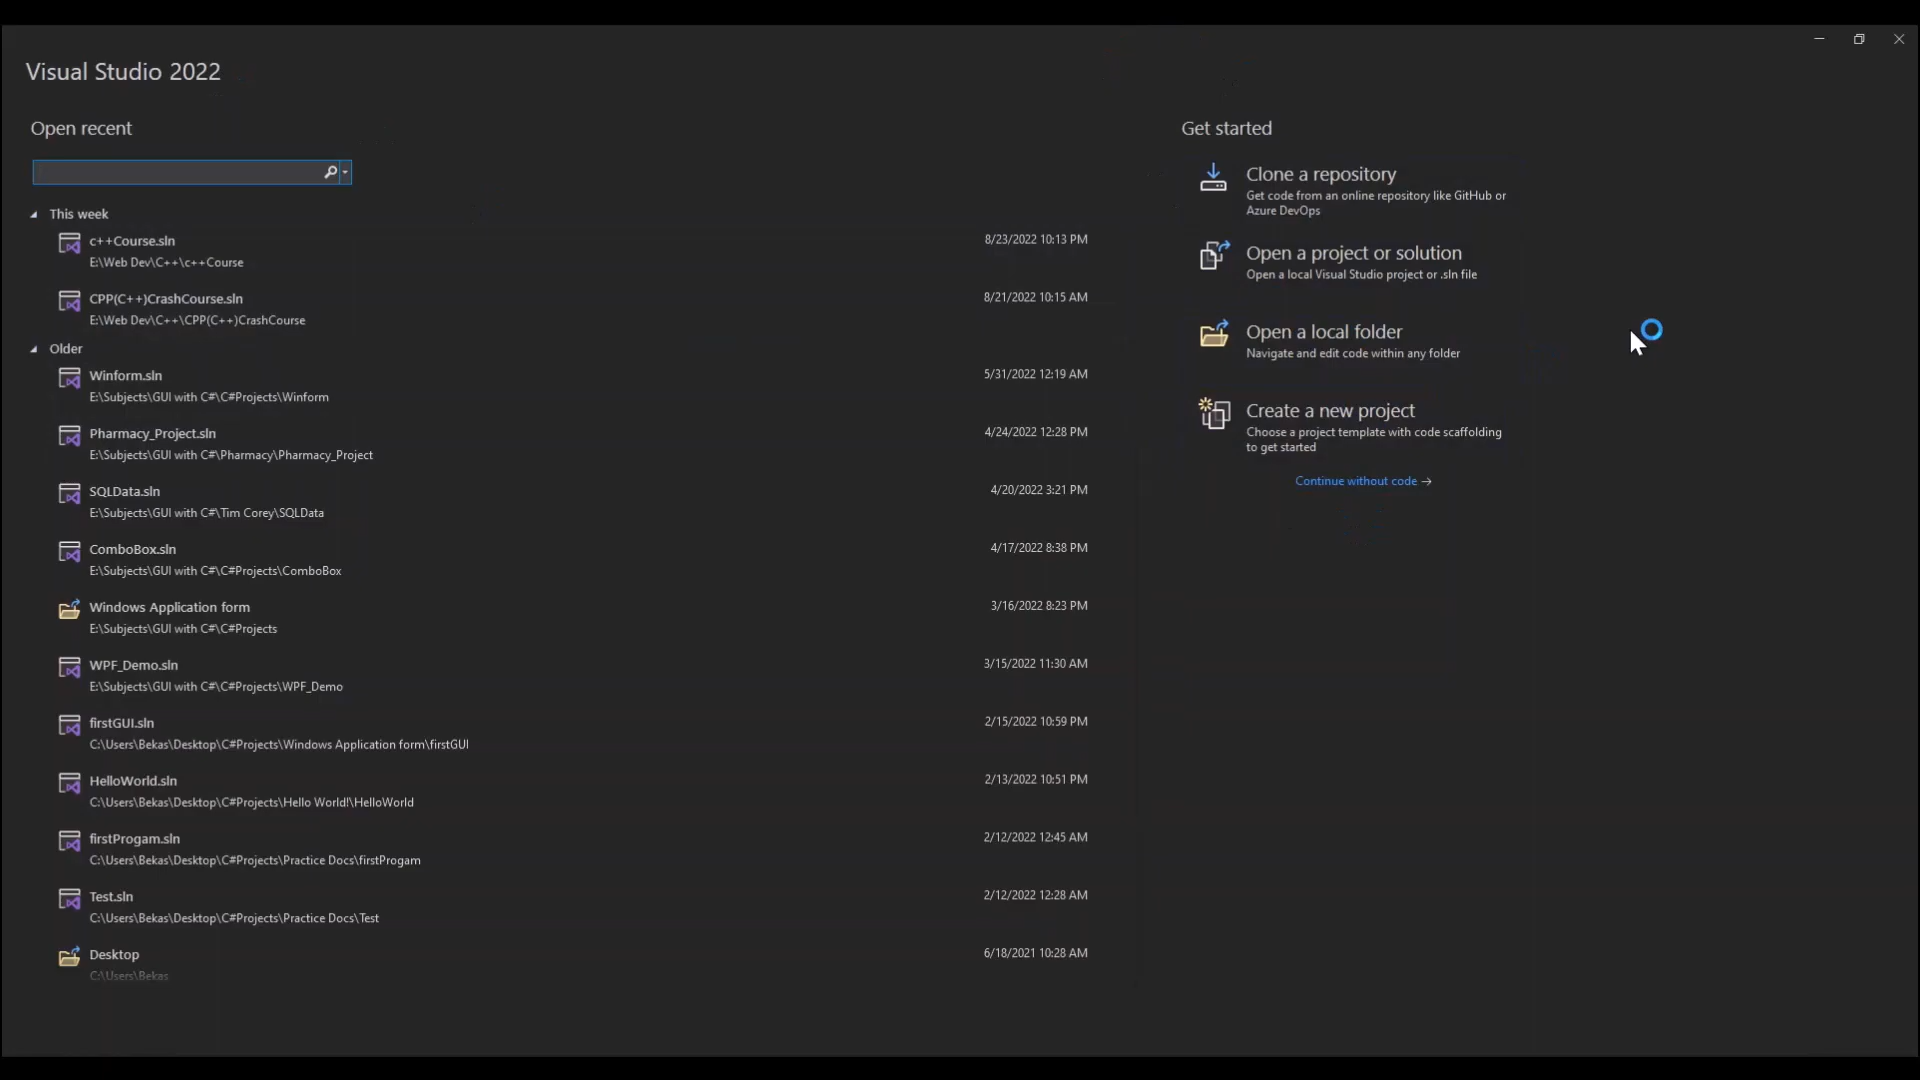 Visual Studio 2022
Open recent
This week
c++Course.sln
8/23/2022 10:13 PM
E:\Web Dev\C++\c++Course
CPP(C++)CrashCourse.sln
8/21/2022 10:15 AM
E:\Web Dev\C++\CPP(C++)CrashCourse
Older
Winform.sln
5/31/2022 12:19 AM
E:\Subjects\GUI with C#\C#Projects\Winform
Pharmacy_Project.sln
4/24/2022 12:28 PM
E:\Subjects\GUI with C#\Pharmacy\Pharmacy_Project
SQLData.sln
4/20/2022 3:21 PM
E:\Subjects\GUI with C#\Tim Corey\SQLData
ComboBox.sln
4/17/2022 8:38 PM
E:\Subjects\GUI with C#\C#Projects\ComboBox
Windows Application form
3/16/2022 8:23 PM
E:\Subjects\GUI with C#\C#Projects
WPF_Demo.sln
3/15/2022 11:30 AM
E:\Subjects\GUI with C#\C#Projects\WPF_Demo
firstGUI.sln
2/15/2022 10:59 PM
C:\Users\Bekas\Desktop\C#Projects\Windows Application form\firstGUI
HelloWorld.sln
2/13/2022 10:51 PM
C:\Users\Bekas\Desktop\C#Projects\Hello World!\HelloWorld
firstProgam.sln
2/12/2022 12:45 AM
C:\Users\Bekas\Desktop\C#Projects\Practice Docs\firstProgam
Test.sln
2/12/2022 12:28 AM
C:\Users\Bekas\Desktop\C#Projects\Practice Docs\Test
Desktop
6/18/2021 10:28 AM
C:\Users\Bekas
Get started
Clone a repository
Get code from an online repository like GitHub or
Azure DevOps
Open a project or solution
Open a local Visual Studio project or .sln file
Open a local folder
Navigate and edit code within any folder
Create a new project
Choose a project template with code scaffolding
to get started
Continue without code →